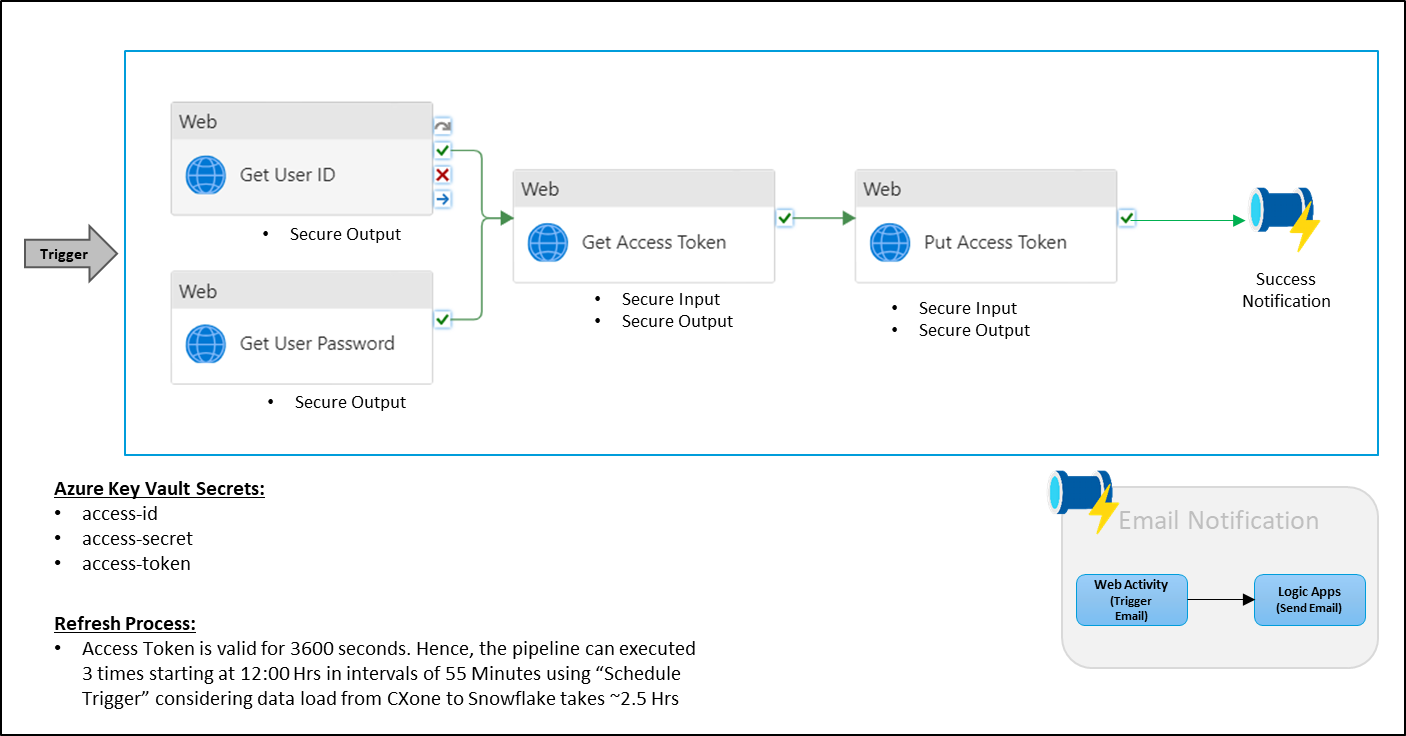 Trigger
Web
Get User ID
• Secure Output
Web
Get User Password
• Secure Output
Web
Get Access Token
• Secure Input
• Secure Output
Web
Put Access Token
• Secure Input
• Secure Output
Success
Notification
Azure Key Vault Secrets:
• access-id
• access-secret
• access-token
Refresh Process:
• Access Token is valid for 3600 seconds. Hence, the pipeline can executed
3 times starting at 12:00 Hrs in intervals of 55 Minutes using “Schedule
Trigger” considering data load from CXone to Snowflake takes ~2.5 Hrs
Email Notification
Web Activity
(Trigger
Email)
Logic Apps
(Send Email)